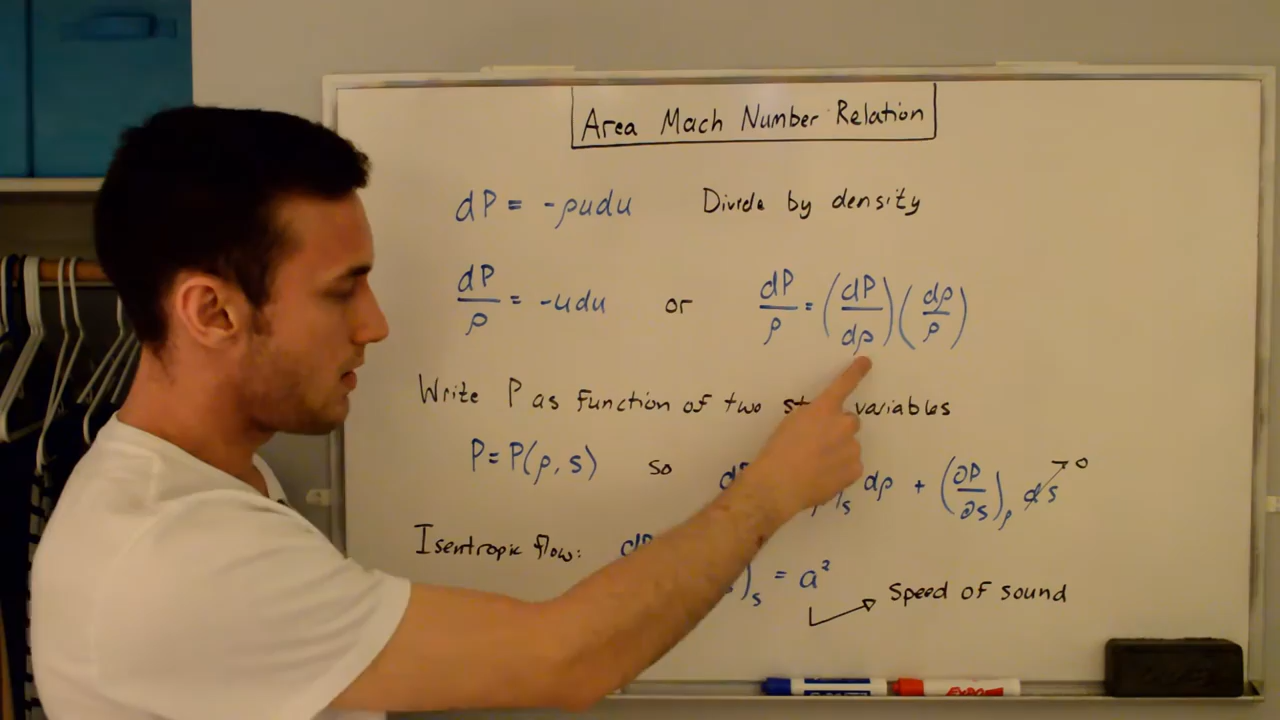 Area Mach Number Relation
dP = -ρudu Divide by density
dP/ρ = -udu or dP/ρ = (dP/dρ)(dρ/ρ)
Write P as function of two variables
P = P(ρ, s) so dρ + (∂P/∂s)ρ ds → 0
Isentropic flow: )s = a²
Speed of sound
EXPO